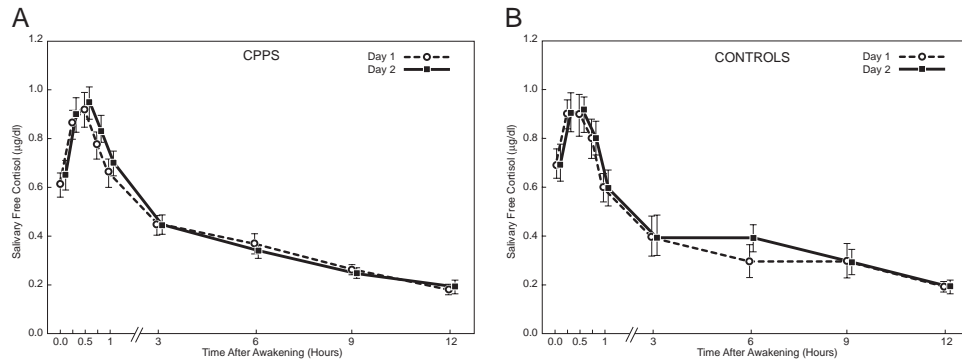 A
CPPS
Day 1
Day 2
1.2
1.0
0.8
0.6
0.4
0.2
0.0
Salivary Free Cortisol (µg/dl)
0.0 0.5 1 // 3 6 9 12
Time After Awakening (Hours)
B
CONTROLS
Day 1
Day 2
1.2
1.0
0.8
0.6
0.4
0.2
0.0
Salivary Free Cortisol (µg/dl)
0.0 0.5 1 // 3 6 9 12
Time After Awakening (Hours)